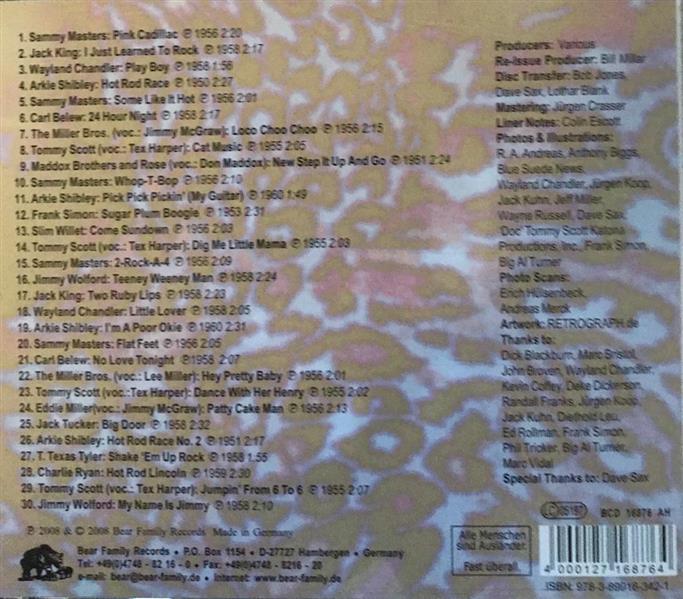 1. Sammy Masters: Pink Cadillac ℗ 1956 2:20
2. Jack King: I Just Learned To Rock ℗ 1958 2:17
3. Wayland Chandler: Play Boy ℗ 1958 1:56
4. Arkie Shibley: Hot Rod Race ℗ 1950 2:27
5. Sammy Masters: Some Like It Hot ℗ 1956 2:01
6. Carl Belew: 24 Hour Night ℗ 1958 2:17
7. The Miller Bros. (voc.: Jimmy McGraw): Loco Choo Choo ℗ 1956 2:15
8. Tommy Scott (voc.: Tex Harper): Cat Music ℗ 1955 2:05
9. Maddox Brothers and Rose (voc.: Don Maddox): New Step It Up And Go ℗ 1951 2:24
10. Sammy Masters: Whop-T-Bop ℗ 1956 2:10
11. Arkie Shibley: Pick Pick Pickin' (My Guitar) ℗ 1960 1:49
12. Frank Simon: Sugar Plum Boogie ℗ 1953 2:31
13. Slim Willet: Come Sundown ℗ 1956 2:03
14. Tommy Scott (voc.: Tex Harper): Dig Me Little Mama ℗ 1955 2:03
15. Sammy Masters: 2-Rock-A-4 ℗ 1956 2:09
16. Jimmy Wolford: Teeney Weeney Man ℗ 1958 2:24
17. Jack King: Two Ruby Lips ℗ 1958 2:23
18. Wayland Chandler: Little Lover ℗ 1958 2:05
19. Arkie Shibley: I'm A Poor Okie ℗ 1960 2:31
20. Sammy Masters: Flat Feet ℗ 1956 2:05
21. Carl Belew: No Love Tonight ℗1958 2:07
22. The Miller Bros. (voc.: Lee Miller): Hey Pretty Baby ℗ 1956 2:01
23. Tommy Scott (voc.:Tex Harper): Dance With Her Henry ℗ 1955 2:02
24. Eddie Miller(voc.: Jimmy McGraw): Patty Cake Man ℗ 1956 2:13
25. Jack Tucker: Big Door ℗ 1958 2:32
26. Arkie Shibley: Hot Rod Race No. 2 ℗ 1951 2:17
27. T. Texas Tyler: Shake 'Em Up Rock ℗ 1958 1:55
28. Charlie Ryan: Hot Rod Lincoln ℗ 1959 2:30
29. Tommy Scott (voc.: Tex Harper): Jumpin' From 6 To 6 ℗ 1955 2:07
30. Jimmy Wolford: My Name Is Jimmy ℗ 1958 2:10
℗ 2008 & © 2008 Bear Family Records Made in Germany
Bear Family Records • P.O. Box 1154 • D-27727 Hambergen • Germany
Tel.: +49(0)4748 - 82 16 - 0 • Fax: +49(0)4748 - 8216 - 20
e-mail: bear@bear-family.de • Internet: www.bear-family.de
Producers: Various
Re-Issue Producer: Bill Millar
Disc Transfer: Bob Jones,
Dave Sax, Lothar Blank
Mastering: Jürgen Crasser
Liner Notes: Colin Escott
Photos & Illustrations:
R. A. Andreas, Anthony Biggs,
Blue Suede News,
Wayland Chandler, Jürgen Koop,
Jack Kuhn, Jeff Miller,
Wayne Russell, Dave Sax,
'Doc' Tommy Scott Katona
Productions, Inc., Frank Simon,
Big Al Turner
Photo Scans:
Erich Hülsenbeck,
Andreas Merck
Artwork: RETROGRAPH.de
Thanks to:
Dick Blackburn, Marc Bristol,
John Broven, Wayland Chandler,
Kevin Coffey, Deke Dickerson,
Randall Franks, Jürgen Koop,
Jack Kuhn, Diethold Leu,
Ed Rollman, Frank Simon,
Phil Tricker, Big Al Turner,
Marc Vidal
Special Thanks to: Dave Sax
LC 05197
BCD 16876 AH
Alle Menschen
sind Ausländer.
Fast überall.
4 000127 168764
ISBN: 978-3-89916-342-1